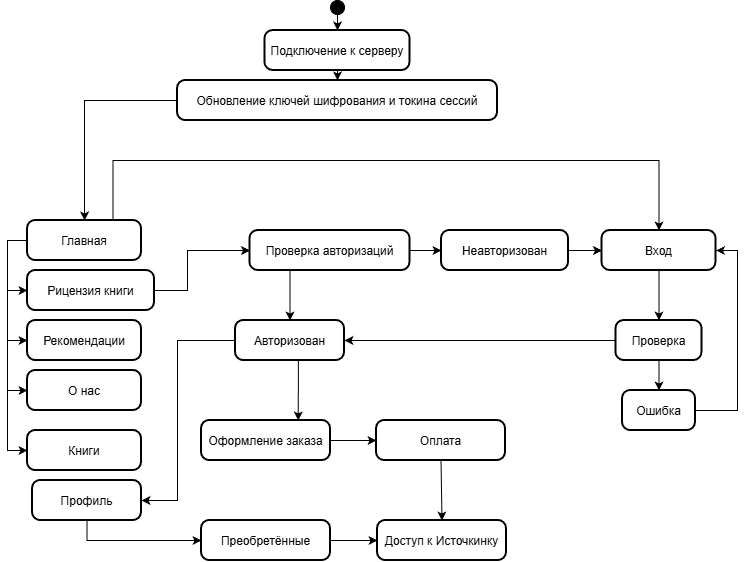 Подключение к серверу
Обновление ключей шифрования и токина сессий
Главная
Проверка авторизаций
Неавторизован
Вход
Рицензия книги
Рекомендации
Авторизован
Проверка
О нас
Ошибка
Книги
Оформление заказа
Оплата
Профиль
Преобретённые
Доступ к Источкинку